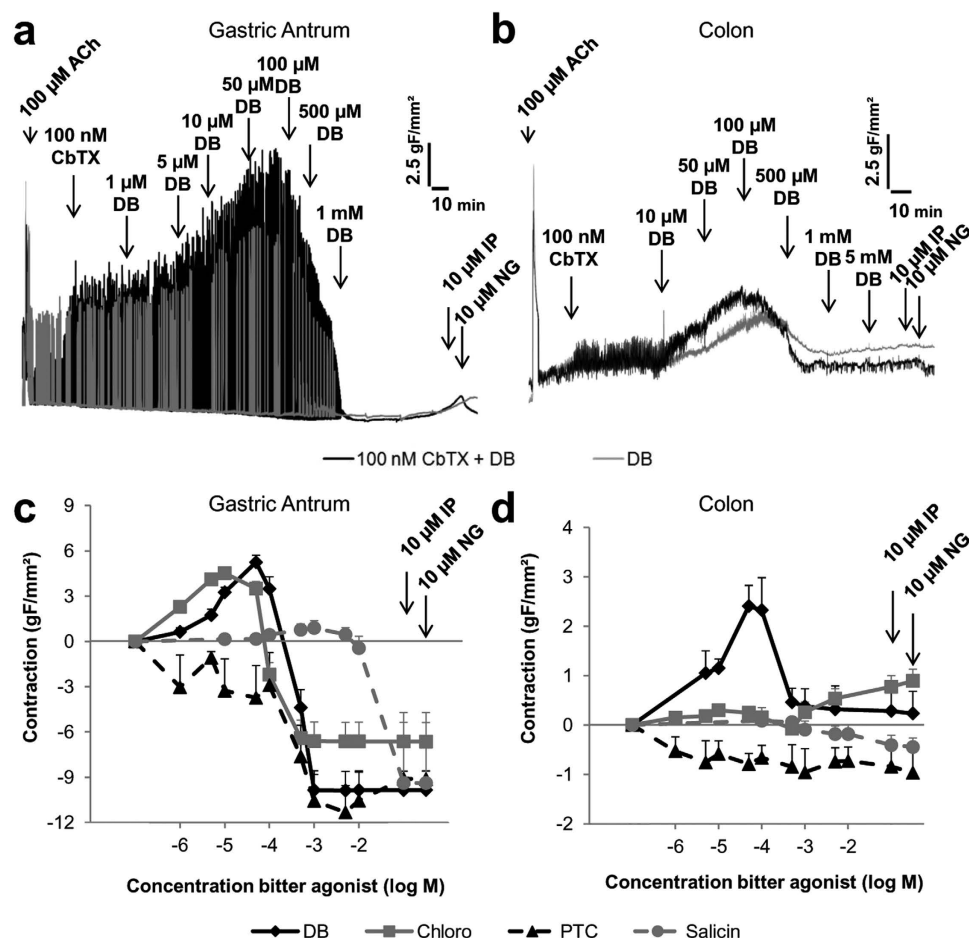 a
Gastric Antrum
100 µM ACh
100 nM
CbTX
1 µM
DB
5 µM
DB
10 µM
DB
50 µM
DB
100 µM
DB
500 µM
DB
1 mM
DB
10 µM IP
10 µM NG
2.5 gF/mm²
10 min
b
Colon
100 µM ACh
100 nM
CbTX
10 µM
DB
50 µM
DB
100 µM
DB
500 µM
DB
1 mM
DB
5 mM
DB
10 µM IP
10 µM NG
2.5 gF/mm²
10 min
100 nM CbTX + DB
DB
c
Gastric Antrum
10 µM IP
10 µM NG
Contraction (gF/mm²)
9
6
3
0
-3
-6
-9
-12
-6 -5 -4 -3 -2
Concentration bitter agonist (log M)
d
Colon
10 µM IP
10 µM NG
Contraction (gF/mm²)
4
3
2
1
0
-1
-2
-6 -5 -4 -3 -2
Concentration bitter agonist (log M)
DB Chloro PTC Salicin